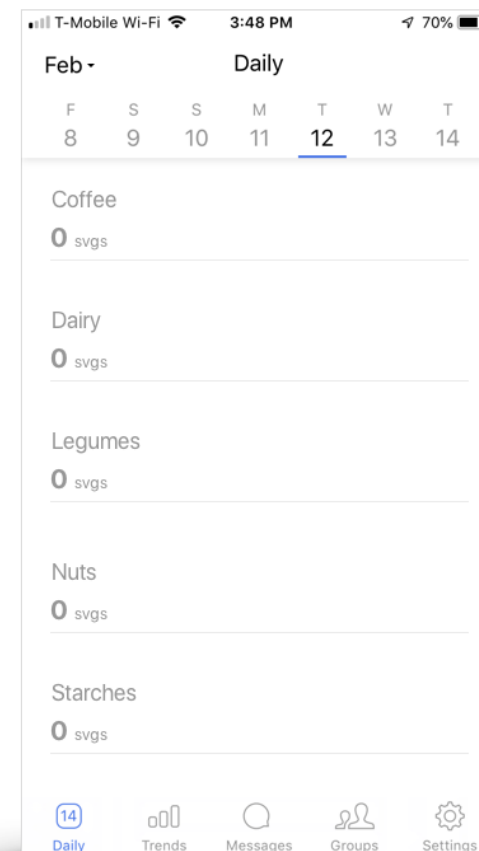 T-Mobile Wi-Fi 3:48 PM 70%
Feb Daily
F S S M T W T
8 9 10 11 12 13 14
Coffee
0 svgs
Dairy
0 svgs
Legumes
0 svgs
Nuts
0 svgs
Starches
0 svgs
14
Daily Trends Messages Groups Settings